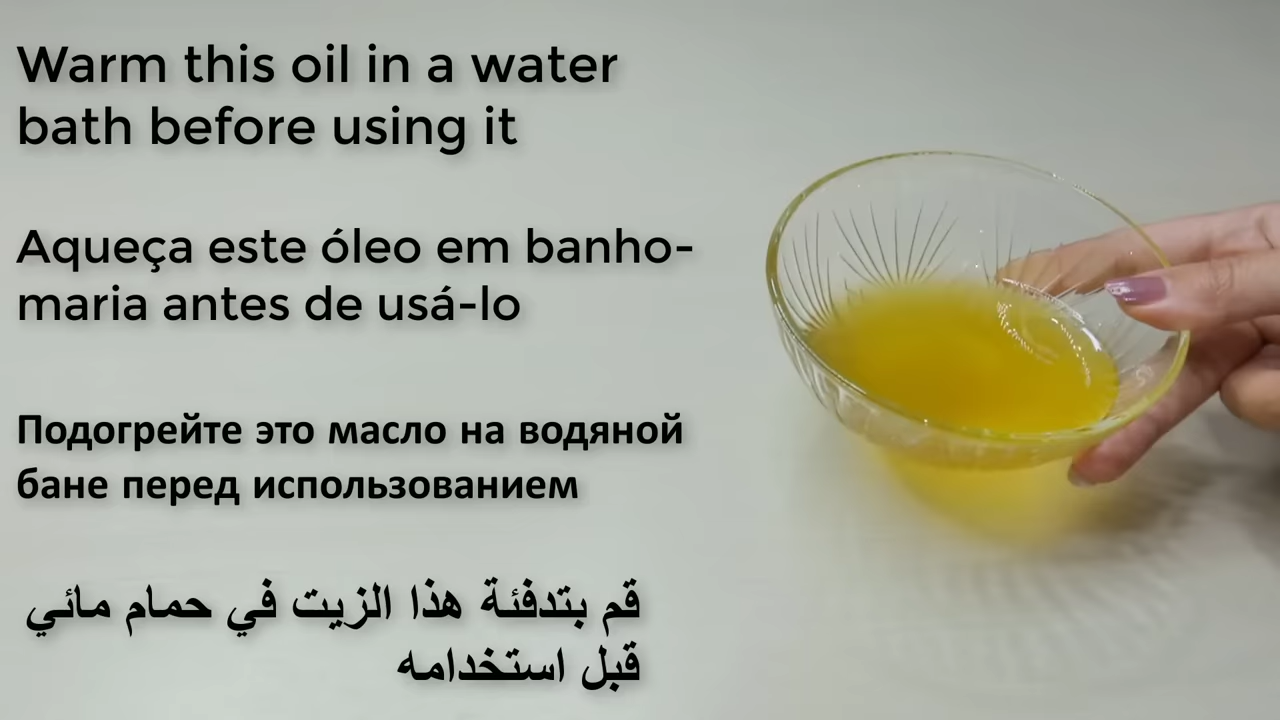 Warm this oil in a water
bath before using it
Aqueça este óleo em banho-
maria antes de usá-lo
Подогрейте это масло на водяной
бане перед использованием
قم بتدفئة هذا الزيت في حمام مائي
قبل استخدامه